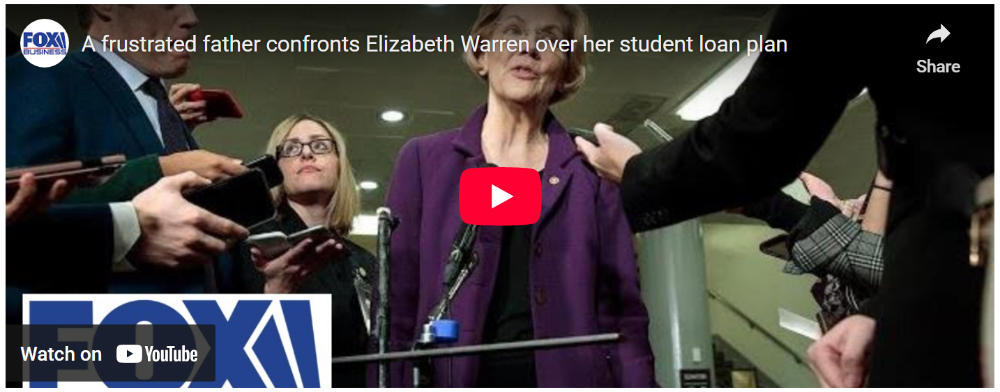 FOX
BUSINESS
A frustrated father confronts Elizabeth Warren over her student loan plan
Share
FOX
Watch on YouTube